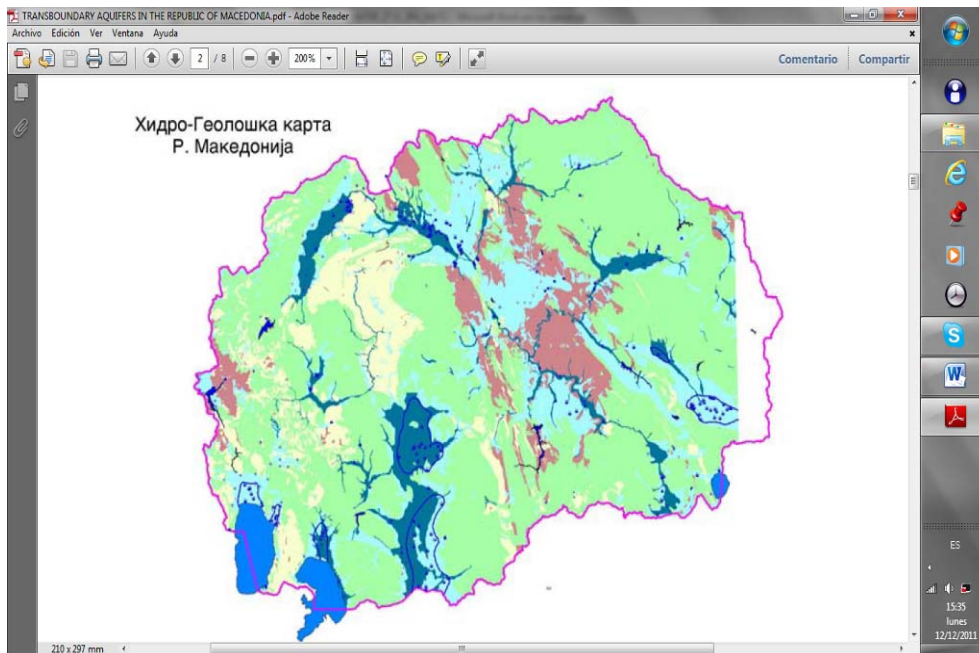 TRANSBOUNDARY AQUIFERS IN THE REPUBLIC OF MACEDONIA.pdf - Adobe Reader
Archivo Edición Ver Ventana Ayuda
2 / 8 200% Comentario Compartir
Хидро-Геолошка карта
Р. Македонија
210 x 297 mm
ES
15:35
lunes
12/12/2011